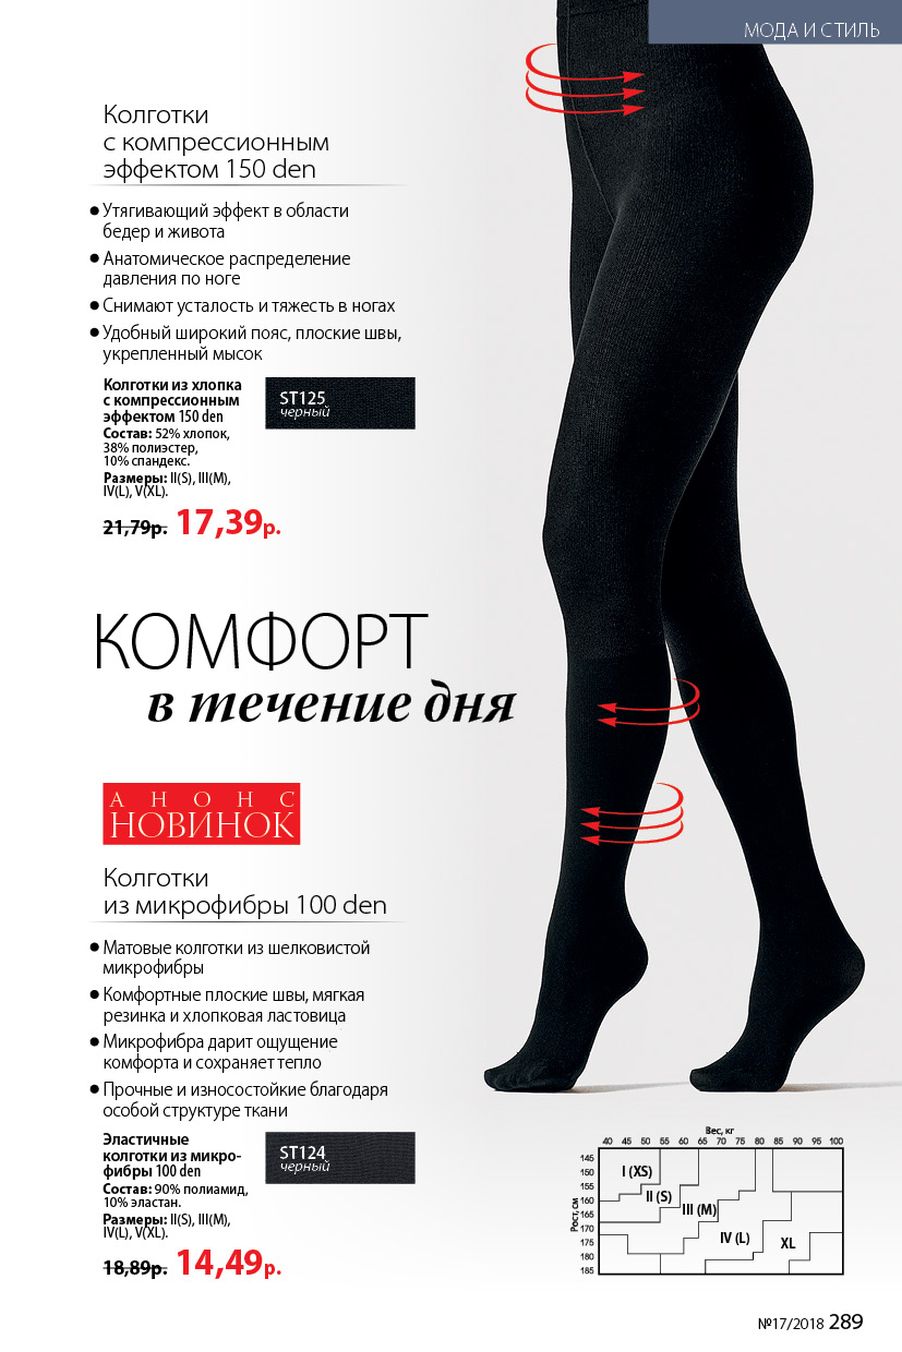 МОДА И СТИЛЬ
Колготки
с компрессионным
эффектом 150 den
● Утягивающий эффект в области
бедер и живота
● Анатомическое распределение
давления по ноге
● Снимают усталость и тяжесть в ногах
● Удобный широкий пояс, плоские швы,
укрепленный мысок
Колготки из хлопка
с компрессионным
эффектом 150 den
Состав: 52% хлопок,
38% полиэстер,
10% спандекс.
Размеры: II(S), III(M),
IV(L), V(XL).
ST125
черный
21,79р. 17,39р.
КОМФОРТ
в течение дня
АНОНС
НОВИНОК
Колготки
из микрофибры 100 den
● Матовые колготки из шелковистой
микрофибры
● Комфортные плоские швы, мягкая
резинка и хлопковая ластовица
● Микрофибра дарит ощущение
комфорта и сохраняет тепло
● Прочные и износостойкие благодаря
особой структуре ткани
Эластичные
колготки из микро-
фибры 100 den
Состав: 90% полиамид,
10% эластан.
Размеры: II(S), III(M),
IV(L), V(XL).
ST124
черный
18,89р. 14,49р.
Вес, кг
40 45 50 55 60 65 70 75 80 85 90 95 100
Рост, см
145
150
155
160
165
170
175
180
185
I (XS)
II (S)
III (M)
IV (L)
XL
№17/2018 289